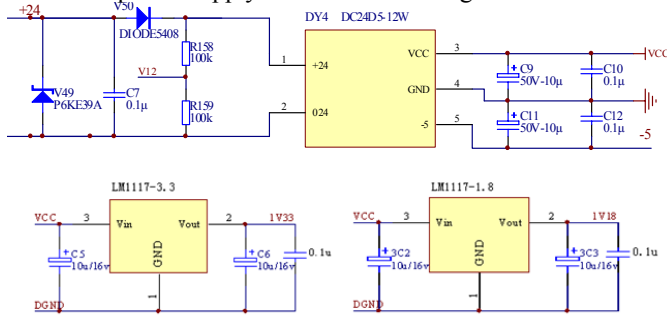 +24
V50
DIODE5408
DY4 DC24D5-12W
R158
100k
V12
V49
P6KE39A
C7
0.1μ
R159
100k
1
+24
2
024
VCC
3
GND
4
-5
5
C9
50V-10μ
C10
0.1μ
VCC
C11
50V-10μ
C12
0.1μ
-5
LM1117-3.3
VCC
3
Vin
Vout
2
1V33
GND
1
+
C5
10u/16v
+
C6
10u/16v
0.1u
DGND
LM1117-1.8
VCC
3
Vin
Vout
2
1V18
GND
1
+
3C2
10u/16v
+
3C3
10u/16v
0.1u
DGND